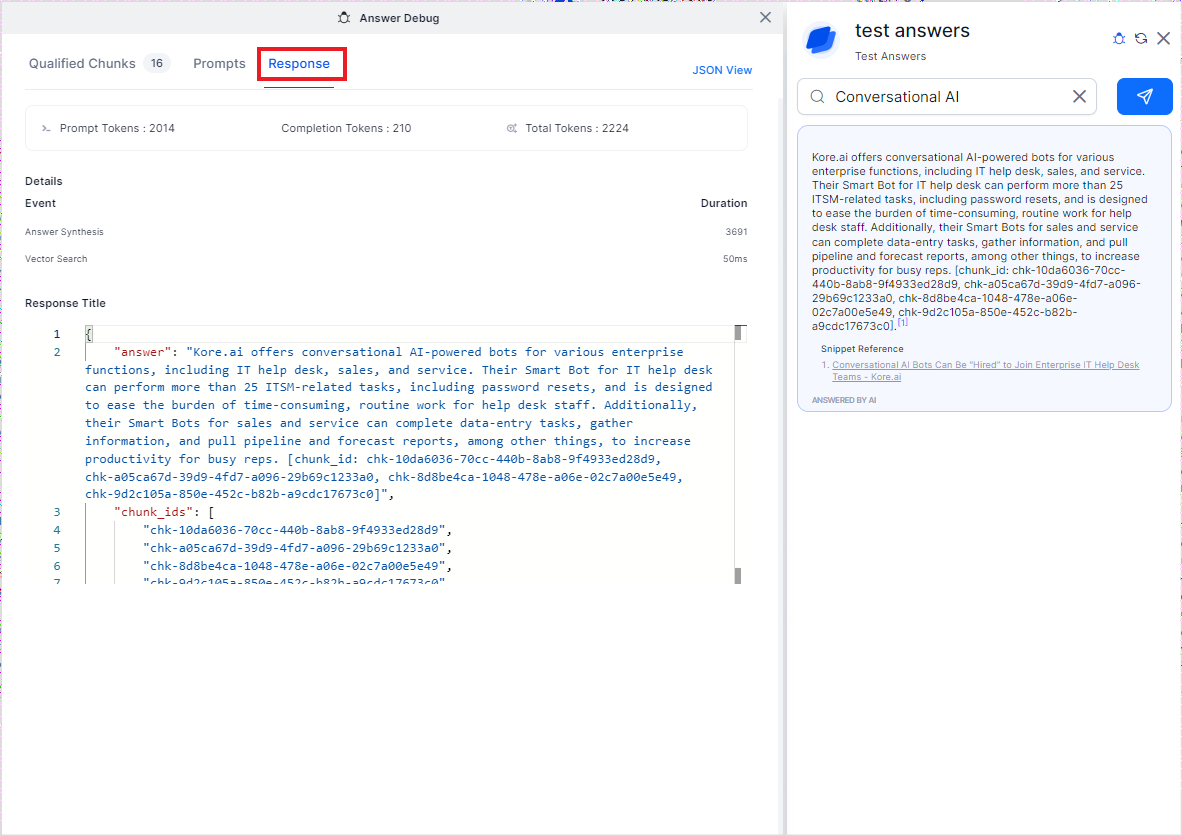 Answer Debug
Qualified Chunks 16 Prompts Response
JSON View
Prompt Tokens : 2014 Completion Tokens : 210 Total Tokens : 2224
Details
Event Duration
Answer Synthesis 3691
Vector Search 50ms
Response Title
1 {
2 "answer": "Kore.ai offers conversational AI-powered bots for various enterprise
functions, including IT help desk, sales, and service. Their Smart Bot for IT help desk
can perform more than 25 ITSM-related tasks, including password resets, and is designed
to ease the burden of time-consuming, routine work for help desk staff. Additionally,
their Smart Bots for sales and service can complete data-entry tasks, gather
information, and pull pipeline and forecast reports, among other things, to increase
productivity for busy reps. [chunk_id: chk-10da6036-70cc-440b-8ab8-9f4933ed28d9,
chk-a05ca67d-39d9-4fd7-a096-29b69c1233a0, chk-8d8be4ca-1048-478e-a06e-02c7a00e5e49,
chk-9d2c105a-850e-452c-b82b-a9cdc17673c0]",
3 "chunk_ids": [
4 "chk-10da6036-70cc-440b-8ab8-9f4933ed28d9",
5 "chk-a05ca67d-39d9-4fd7-a096-29b69c1233a0",
6 "chk-8d8be4ca-1048-478e-a06e-02c7a00e5e49",
7 "chk-9d2c105a-850e-452c-b82b-a9cdc17673c0"
test answers
Test Answers
Conversational AI
Kore.ai offers conversational AI-powered bots for various
enterprise functions, including IT help desk, sales, and service.
Their Smart Bot for IT help desk can perform more than 25
ITSM-related tasks, including password resets, and is designed
to ease the burden of time-consuming, routine work for help
desk staff. Additionally, their Smart Bots for sales and service
can complete data-entry tasks, gather information, and pull
pipeline and forecast reports, among other things, to increase
productivity for busy reps. [chunk_id: chk-10da6036-70cc-
440b-8ab8-9f4933ed28d9, chk-a05ca67d-39d9-4fd7-a096-
29b69c1233a0, chk-8d8be4ca-1048-478e-a06e-
02c7a00e5e49, chk-9d2c105a-850e-452c-b82b-
a9cdc17673c0].[1]
Snippet Reference
1. Conversational AI Bots Can Be “Hired” to Join Enterprise IT Help Desk
Teams - Kore.ai
ANSWERED BY AI